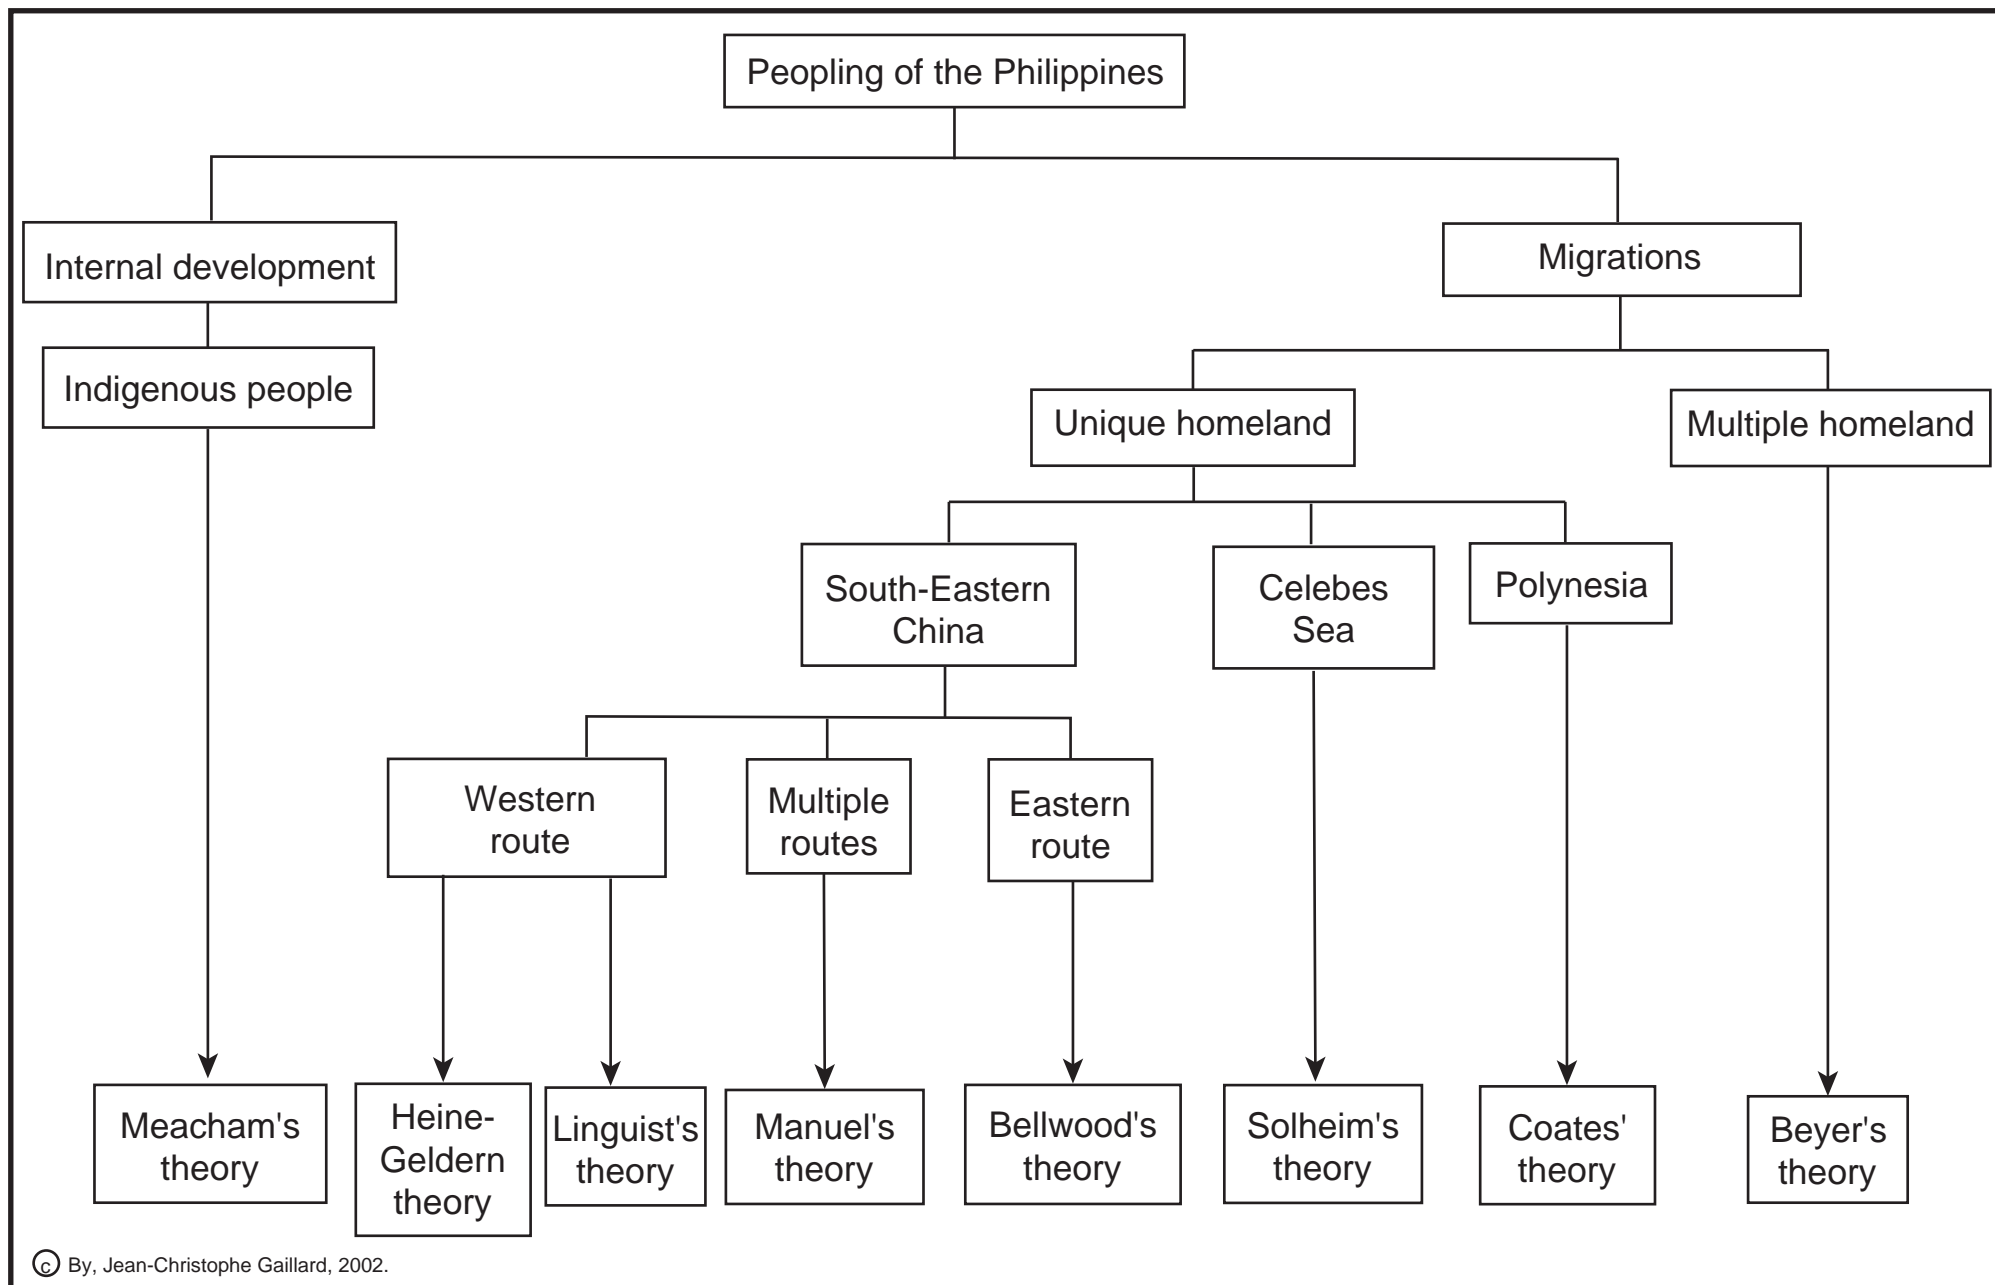 Peopling of the Philippines
Internal development
Migrations
Indigenous people
Unique homeland
Multiple homeland
South-Eastern
China
Celebes
Sea
Polynesia
Western
route
Multiple
routes
Eastern
route
Meacham's
theory
Heine-
Geldern
theory
Linguist's
theory
Manuel's
theory
Bellwood's
theory
Solheim's
theory
Coates'
theory
Beyer's
theory
© By, Jean-Christophe Gaillard, 2002.